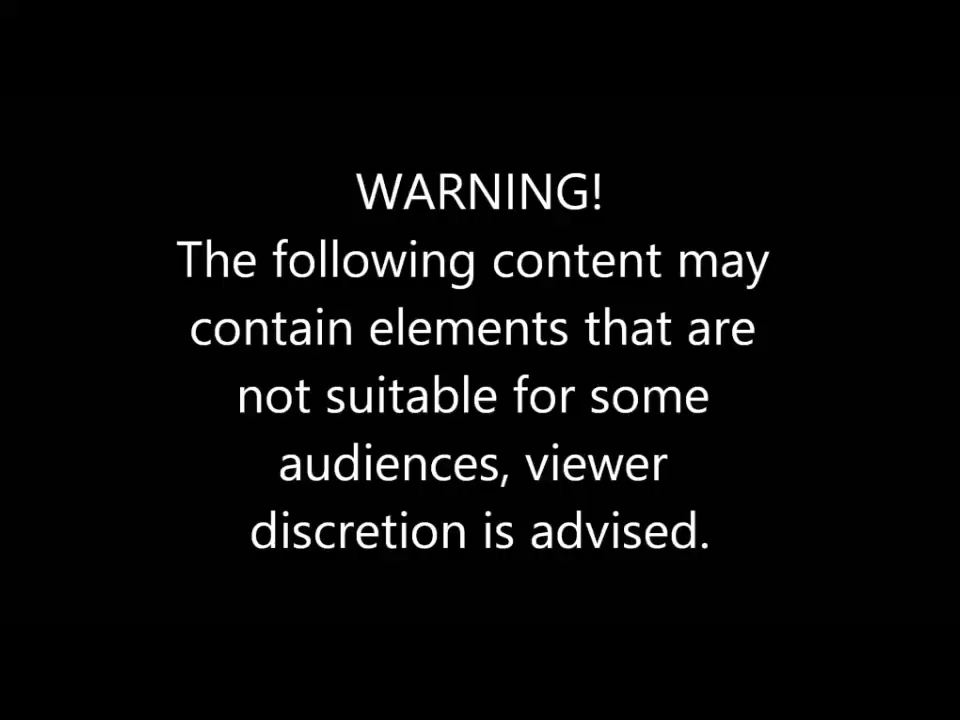 WARNING!
The following content may
contain elements that are
not suitable for some
audiences, viewer
discretion is advised.